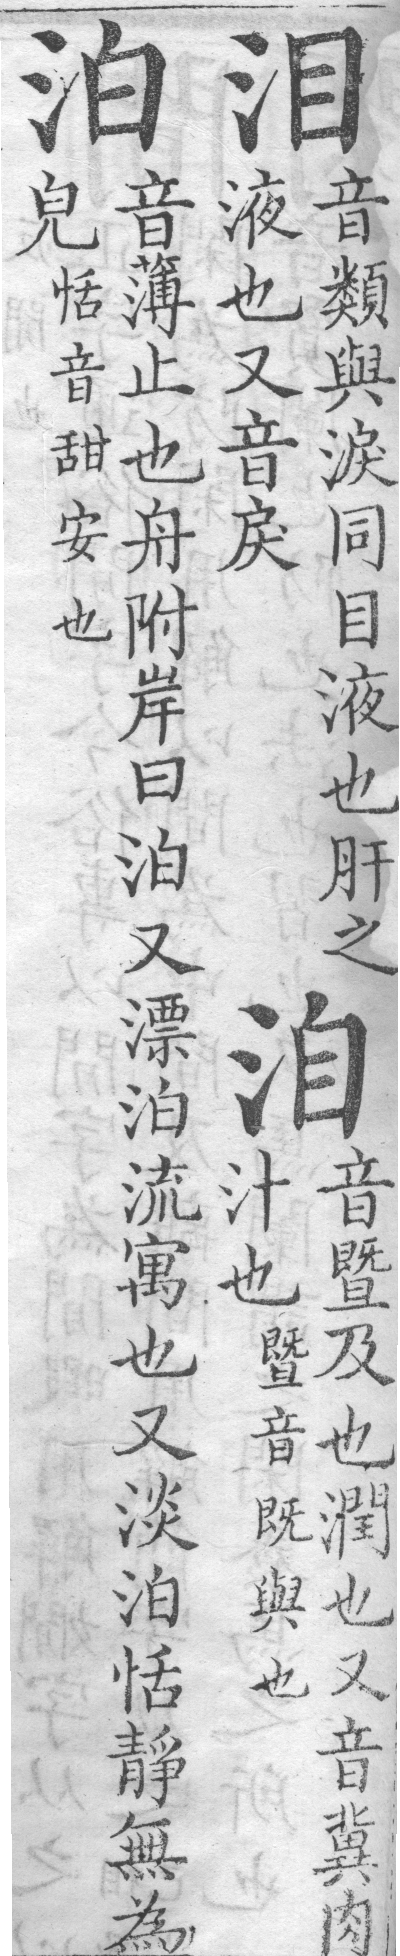 泪
音類與淚同目液也肝之
液也又音戾
洎
音曁及也潤也又音冀肉
汁也曁音既與也
泊
音薄止也舟附岸曰泊又漂泊流寓也又淡泊恬靜無為
皃恬音甜安也